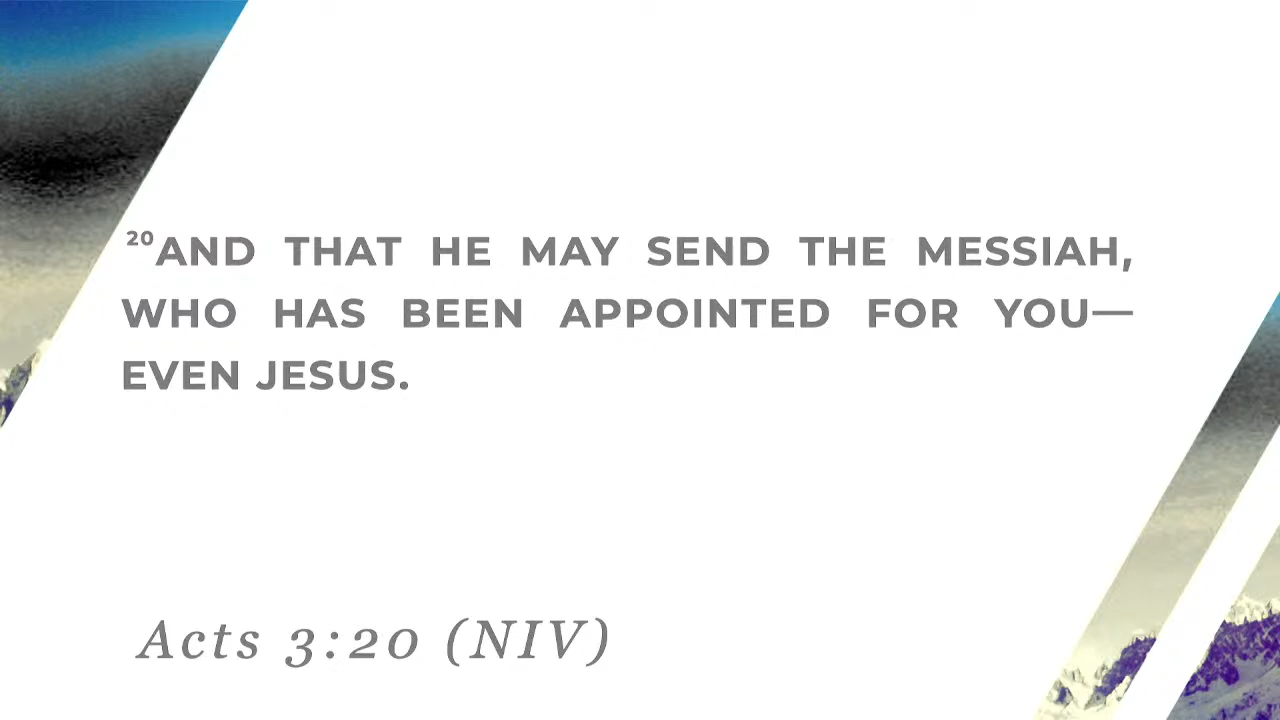 ²⁰AND THAT HE MAY SEND THE MESSIAH,
WHO HAS BEEN APPOINTED FOR YOU—
EVEN JESUS.
Acts 3:20 (NIV)